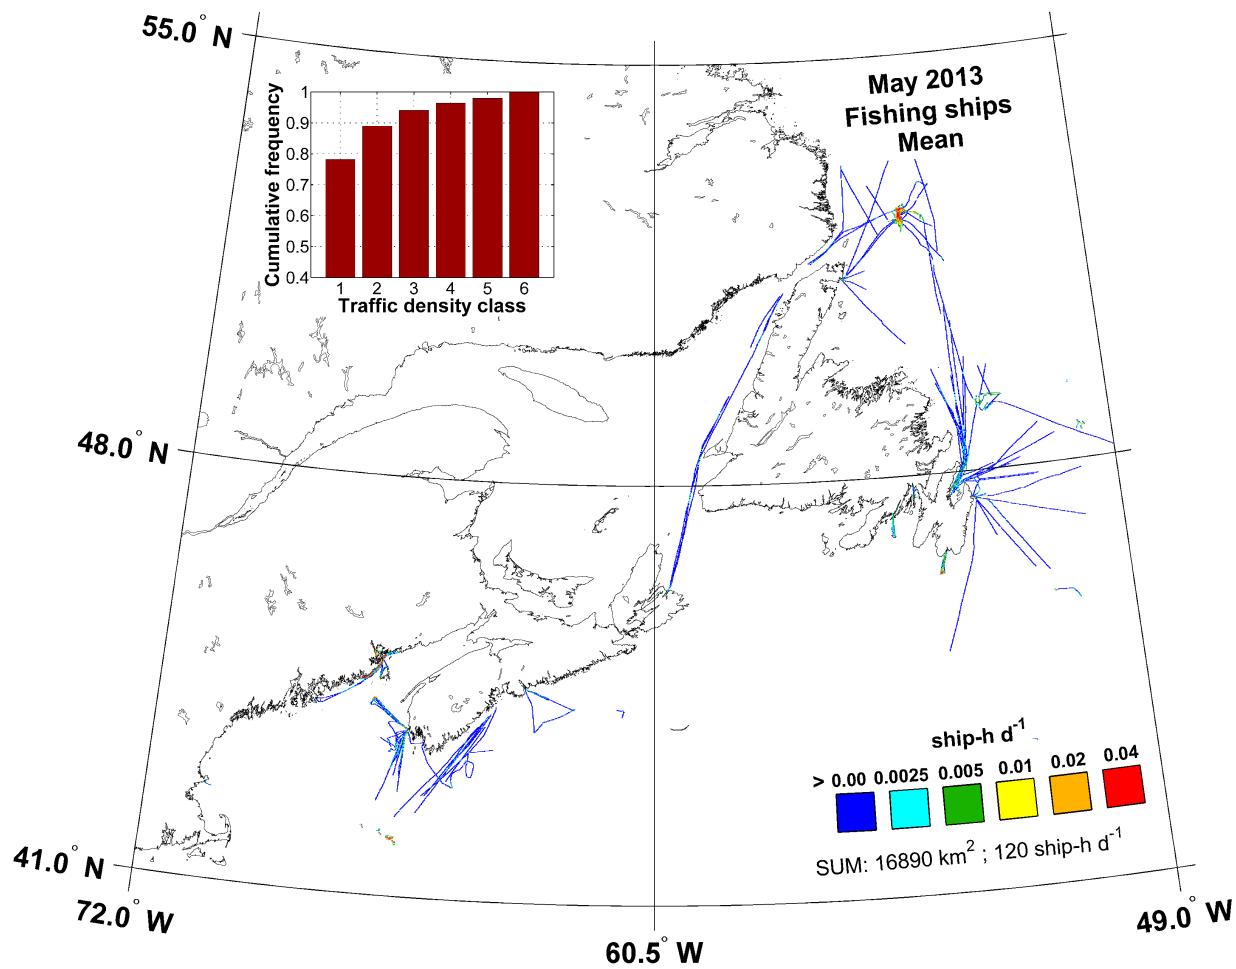 55.0° N
May 2013
Fishing ships
Mean
Cumulative frequency
1
0.9
0.8
0.7
0.6
0.5
0.4
1 2 3 4 5 6
Traffic density class
48.0° N
ship-h d-1
> 0.00 0.0025 0.005 0.01 0.02 0.04
SUM: 16890 km2 ; 120 ship-h d-1
41.0° N
72.0° W
60.5° W
49.0° W